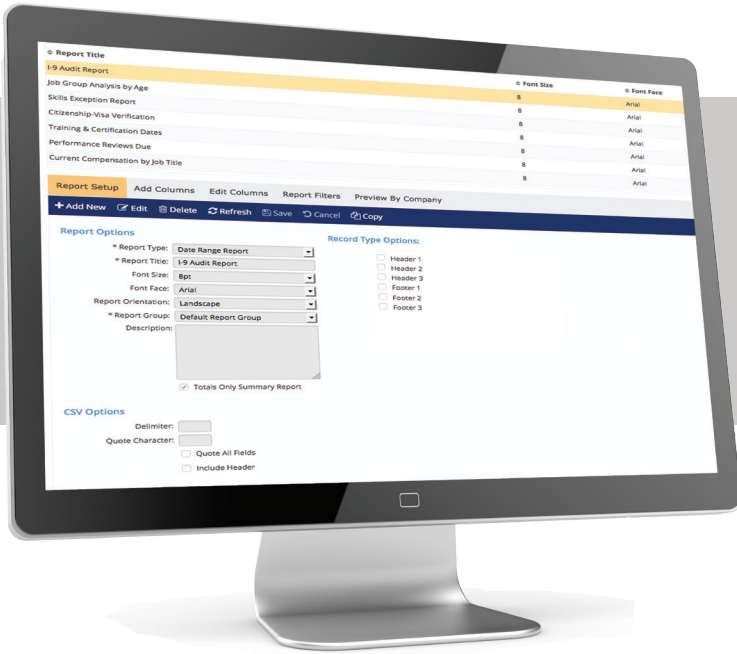 Report Title Font Size Font Face
I-9 Audit Report 8 Arial
Job Group Analysis by Age 8 Arial
Skills Exception Report 8 Arial
Citizenship-Visa Verification 8 Arial
Training & Certification Dates 8 Arial
Performance Reviews Due 8 Arial
Current Compensation by Job Title
Report Setup Add Columns Edit Columns Report Filters Preview By Company
Add New Edit Delete Refresh Save Cancel Copy
Report Options
Record Type Options:
* Report Type: Date Range Report
* Report Title: I-9 Audit Report
Font Size: 8pt
Font Face: Arial
Report Orientation: Landscape
* Report Group: Default Report Group
Description:
Header 1
Header 2
Header 3
Footer 1
Footer 2
Footer 3
Totals Only Summary Report
CSV Options
Delimiter:
Quote Character:
Quote All Fields
Include Header